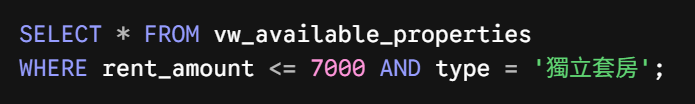 SELECT * FROM vw_available_properties
WHERE rent_amount <= 7000 AND type = '獨立套房';